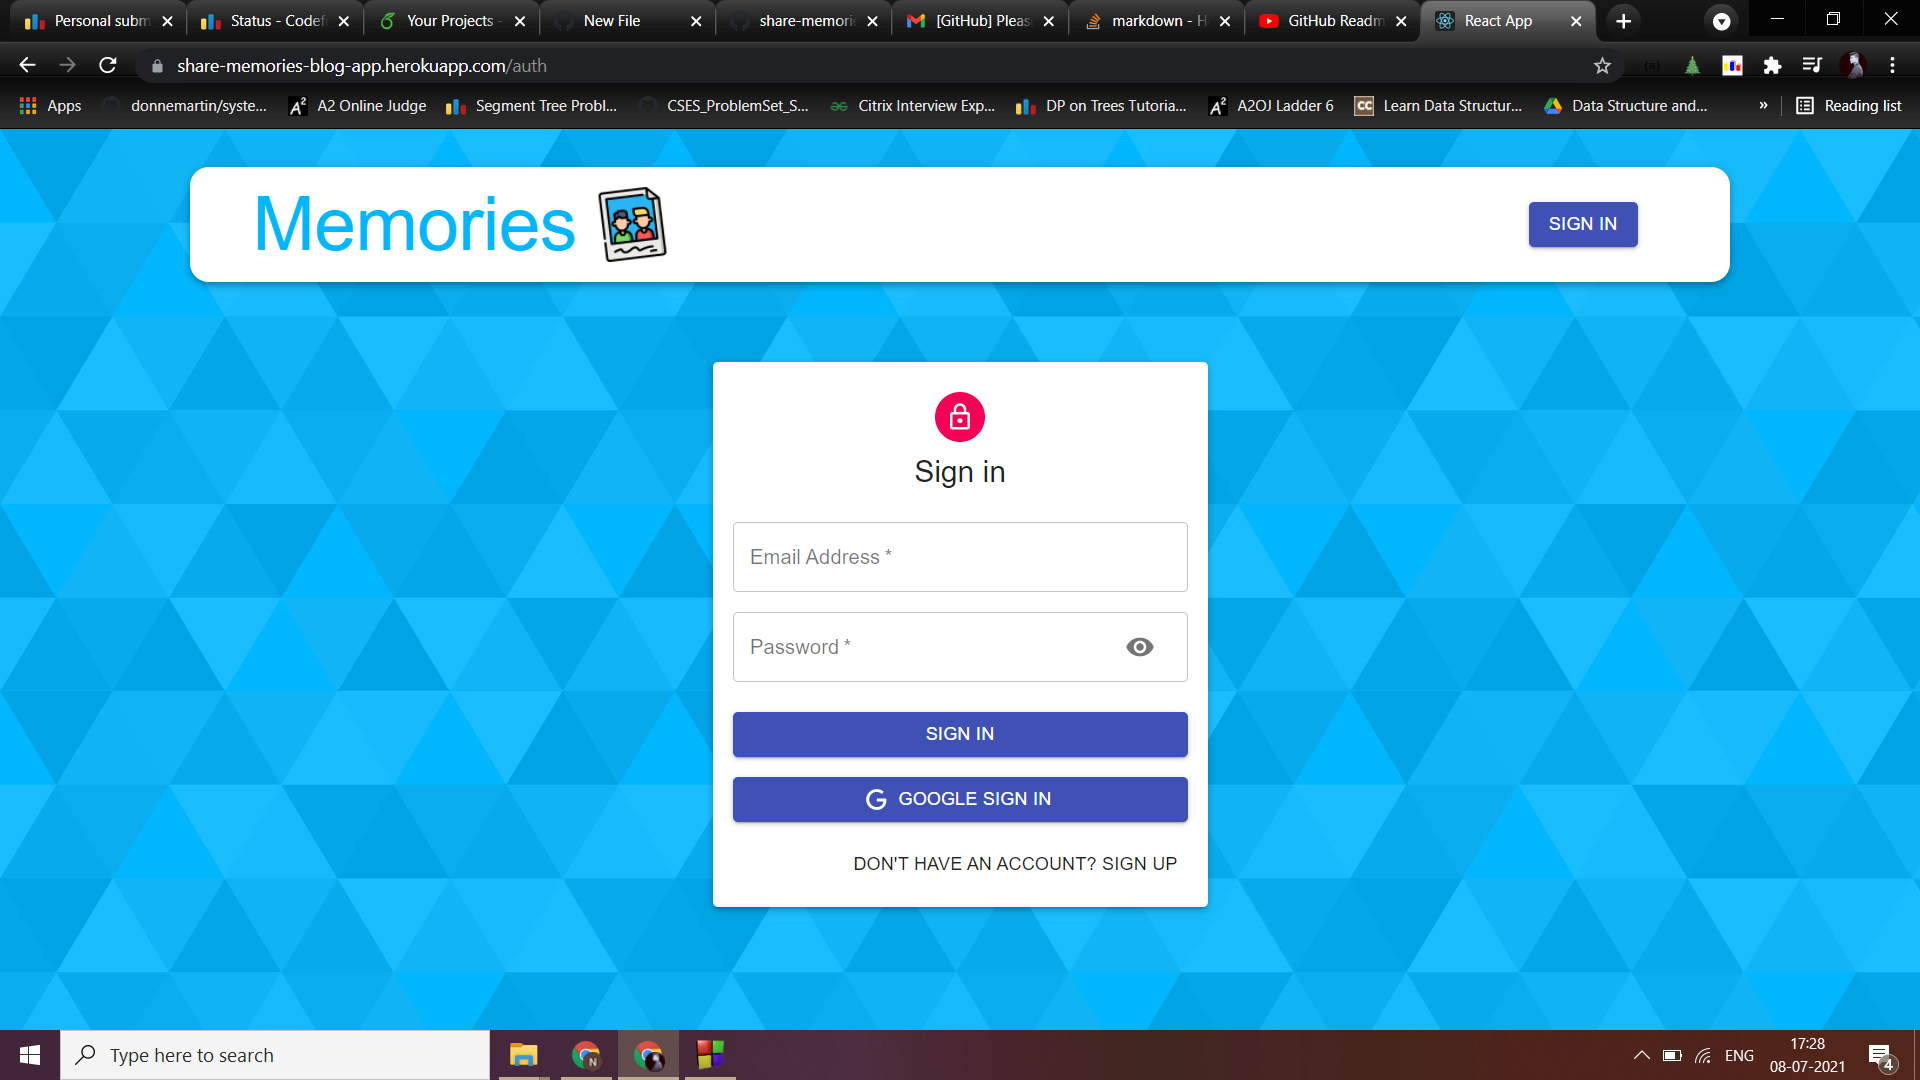 Personal subm
Status - Codef
Your Projects -
New File
share-memorie
[GitHub] Pleas
markdown - H
GitHub Readm
React App
share-memories-blog-app.herokuapp.com/auth
Apps
donnemartin/syste...
A2 Online Judge
Segment Tree Probl...
CSES_ProblemSet_S...
Citrix Interview Exp...
DP on Trees Tutoria...
A2OJ Ladder 6
Learn Data Structur...
Data Structure and...
»
Reading list
Memories
SIGN IN
Sign in
Email Address *
Password *
SIGN IN
GOOGLE SIGN IN
DON'T HAVE AN ACCOUNT? SIGN UP
Type here to search
ENG
17:28
08-07-2021
4